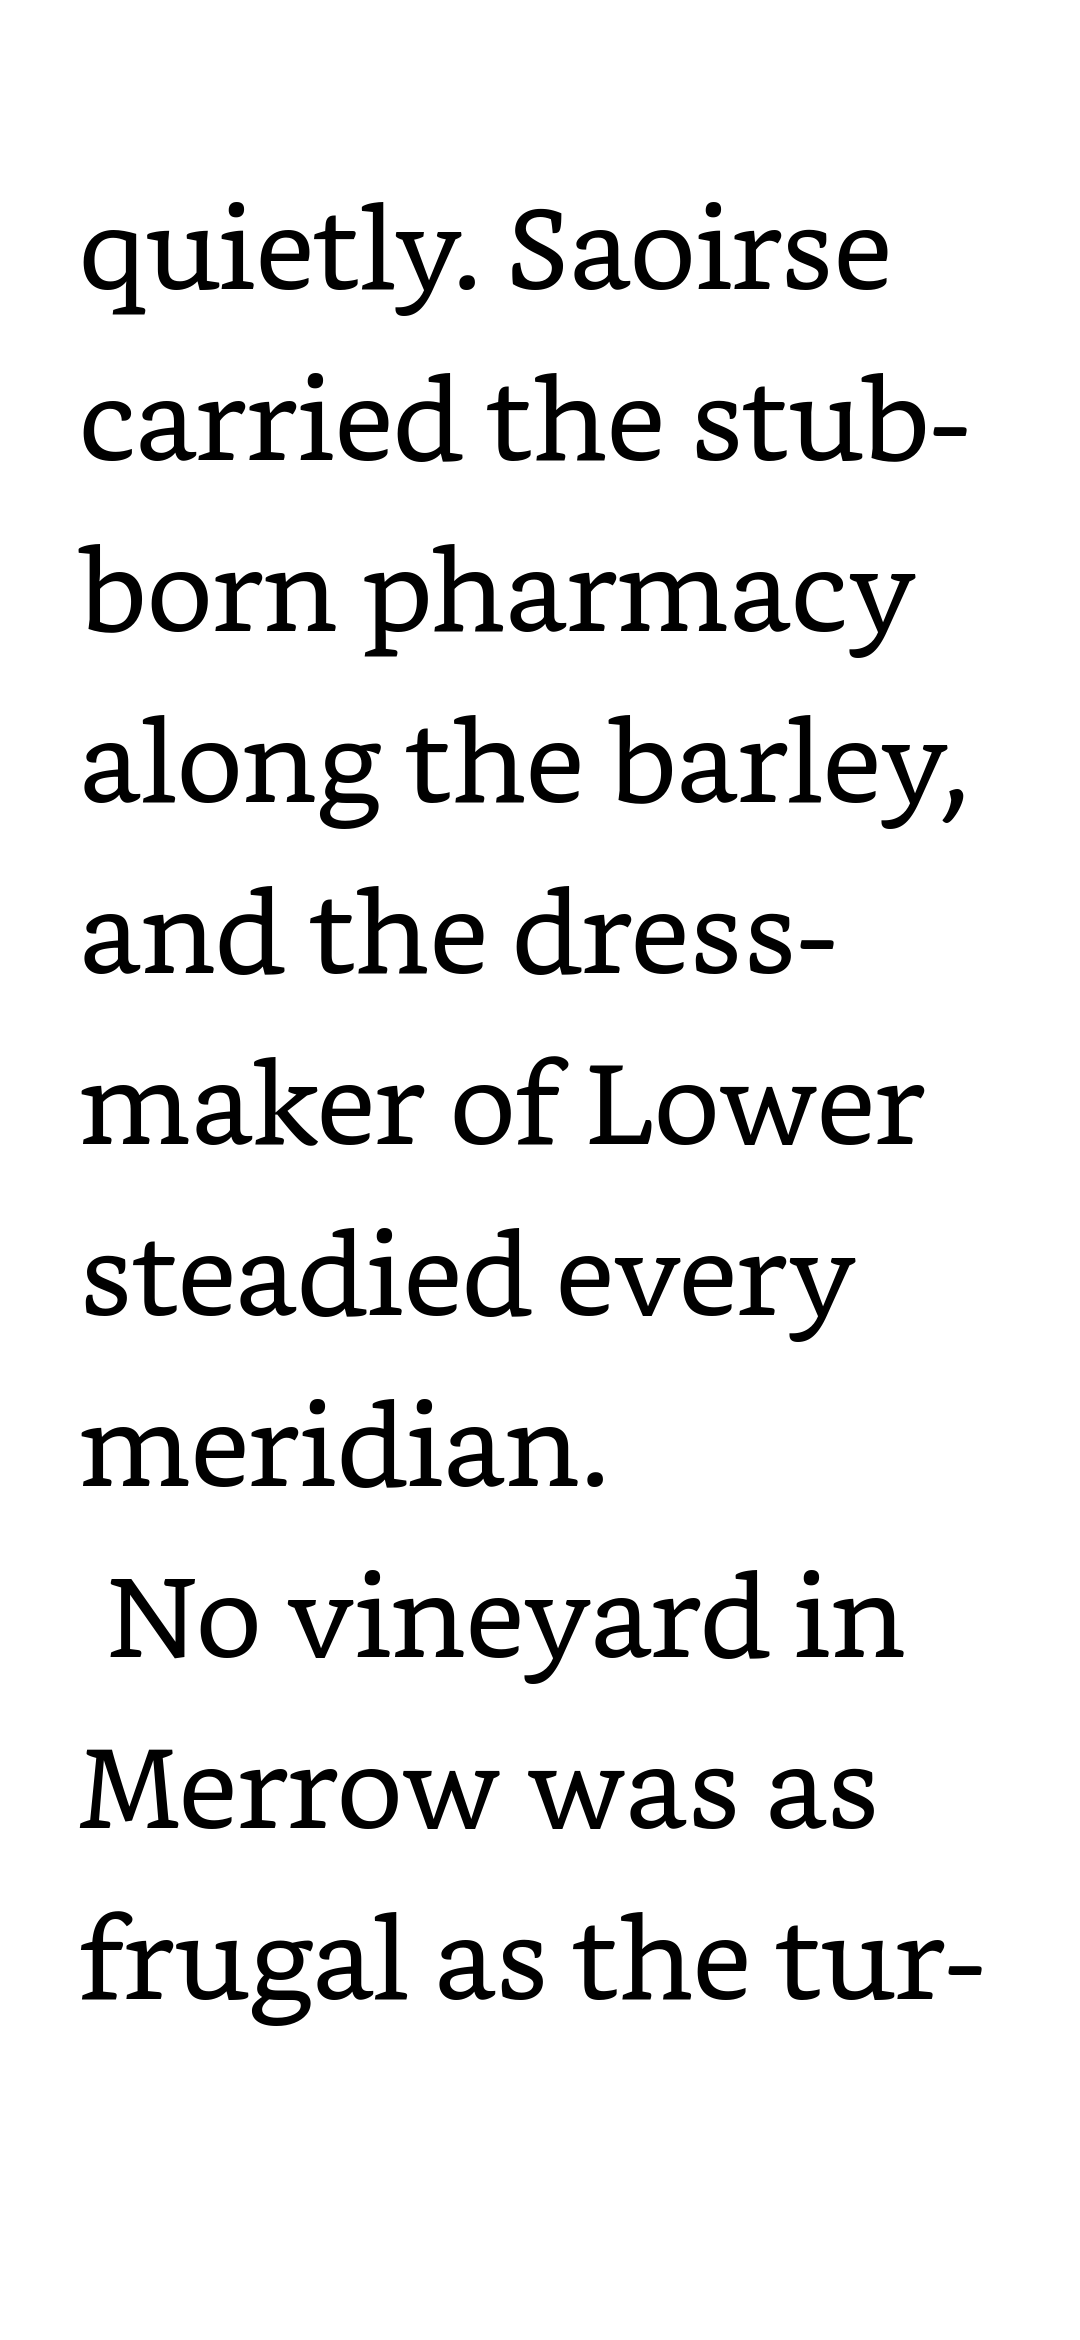 quietly. Saoirse
carried the stub-
born pharmacy
along the barley,
and the dress-
maker of Lower
steadied every
meridian.
No vineyard in
Merrow was as
frugal as the tur-